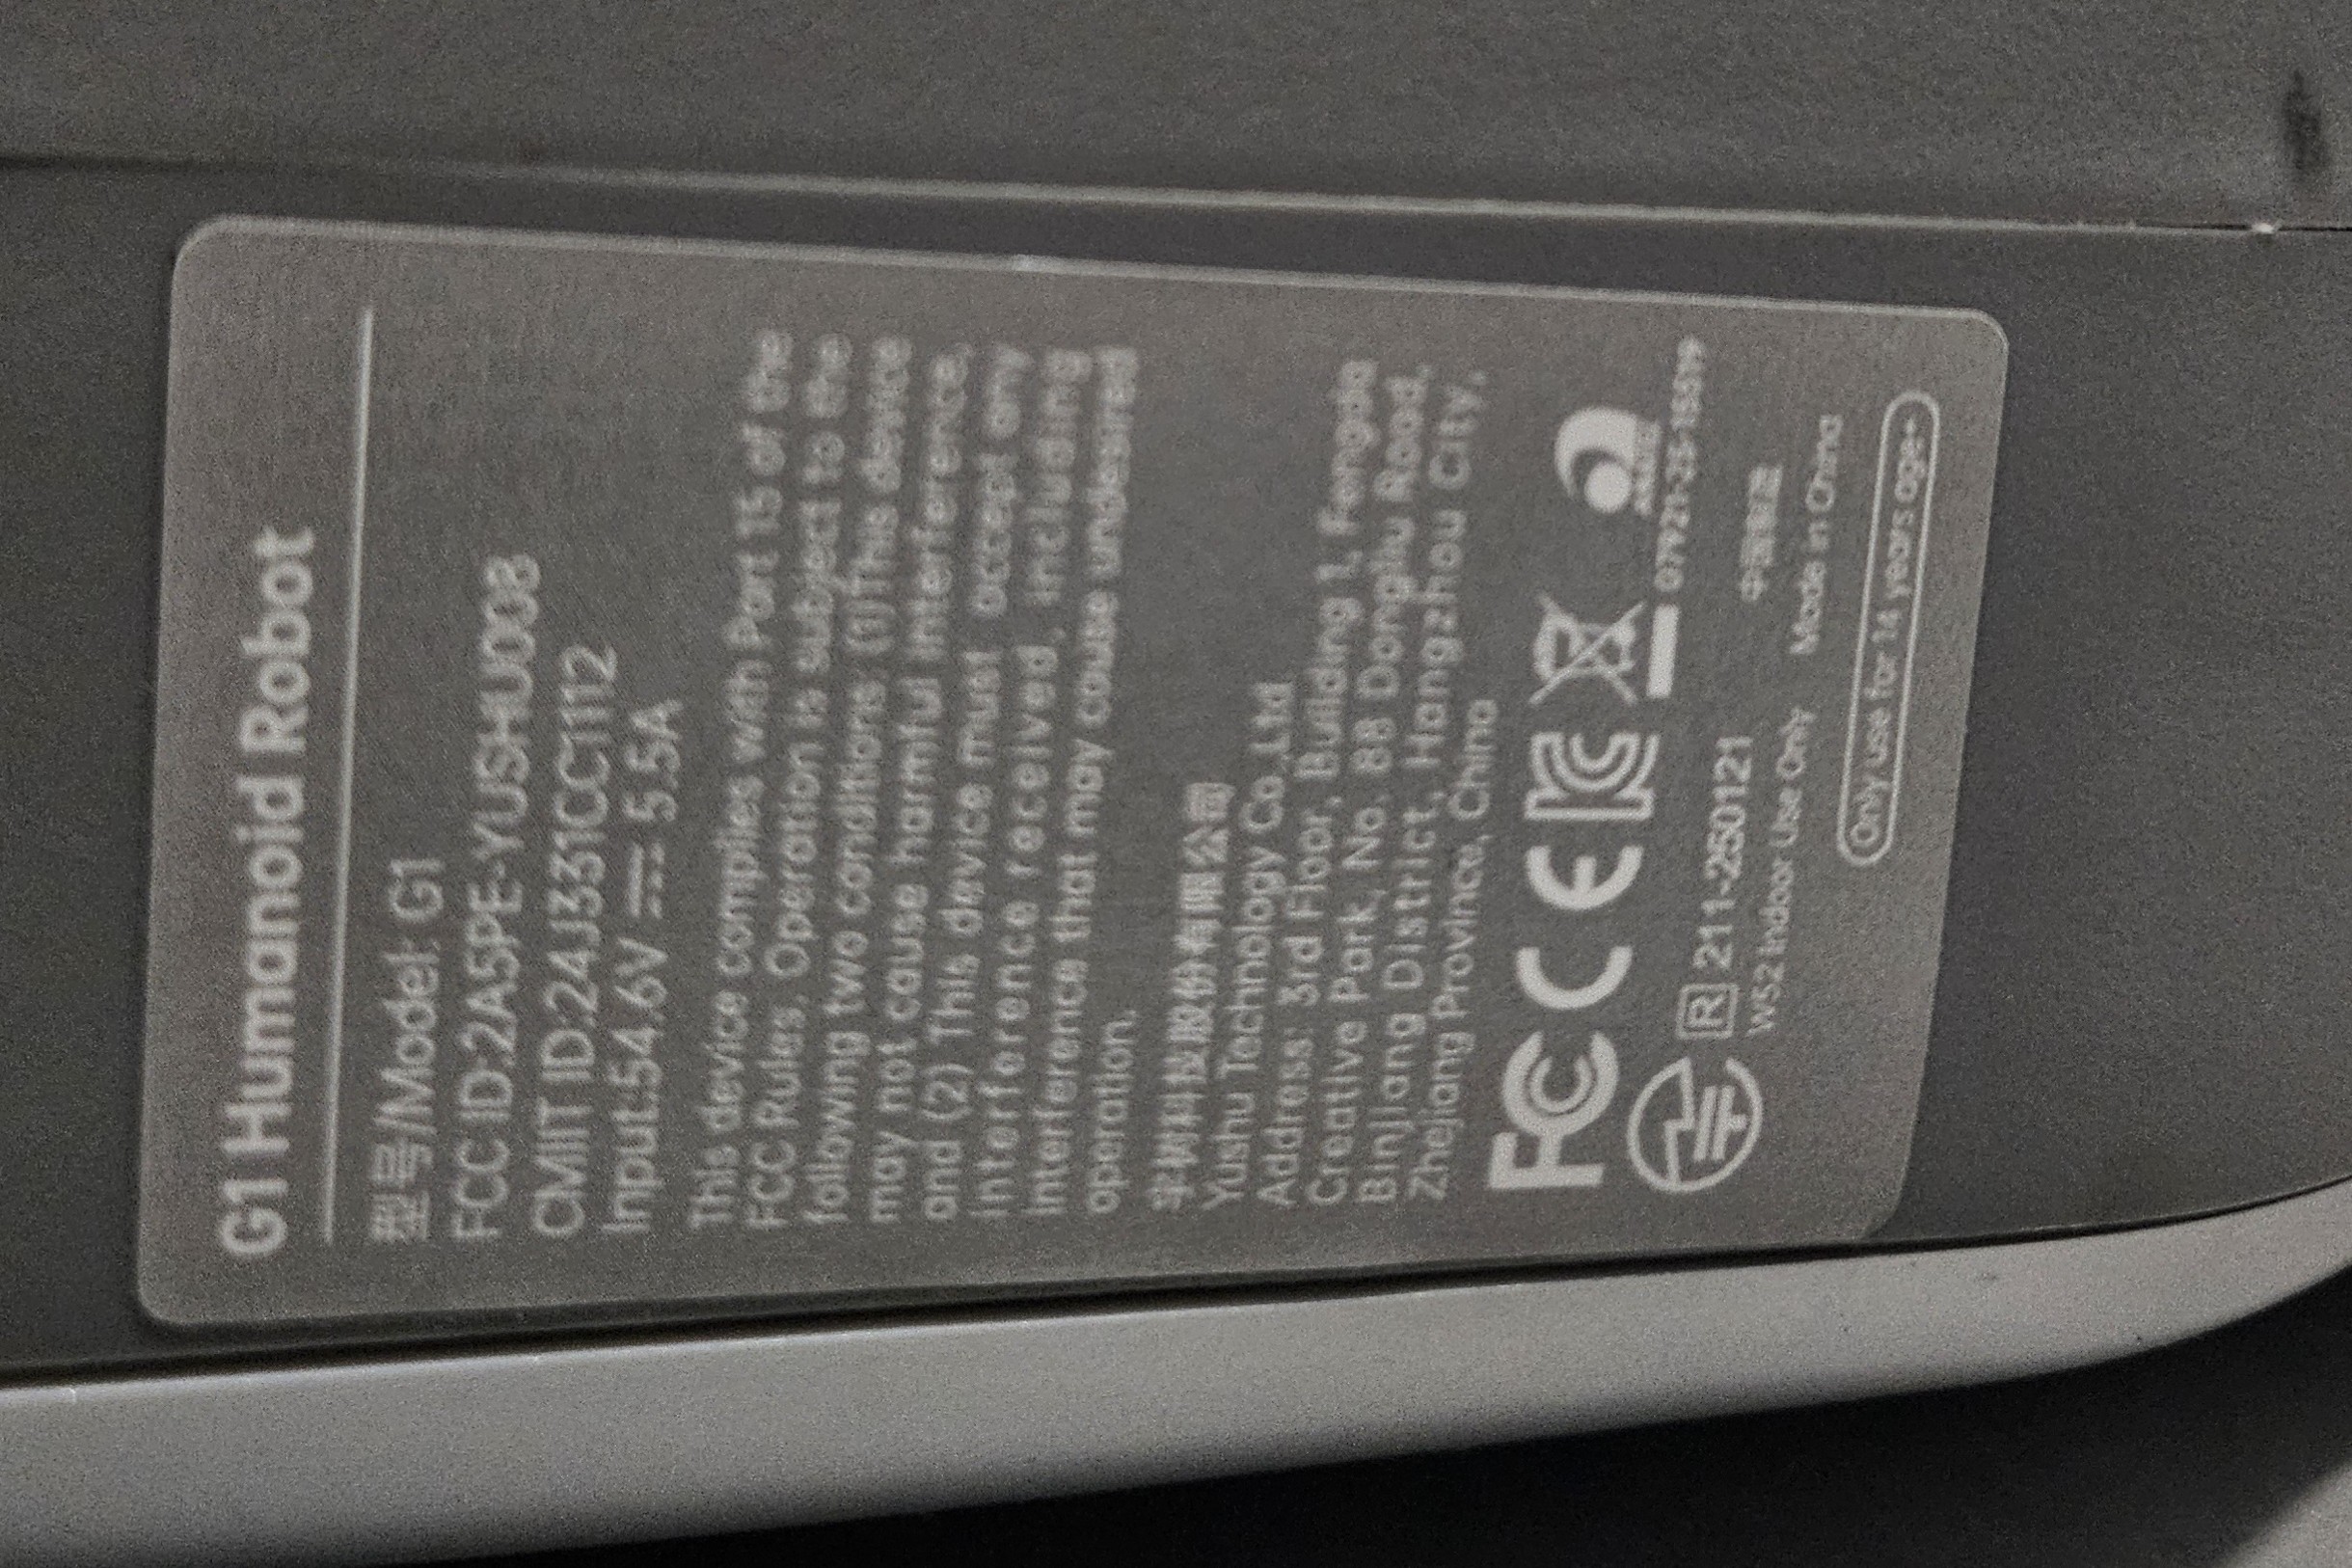 G1 Humanoid Robot
型号/Model: G1
FCC ID:2A5PE-YUSHU008
CMIIT ID:24J331CC1112
Input:54.6V ⎓ 5.5A
This device complies with Part 15 of the
FCC Rules. Operation is subject to the
following two conditions: (1)This device
may not cause harmful interference,
and (2) This device must accept any
interference received, including
interference that may cause undesired
operation.
宇树科技股份有限公司
Yushu Technology Co.,Ltd.
Address: 3rd Floor, Building 1, Fengda
Creative Park, No. 88 Dongliu Road,
Binjiang District, Hangzhou City,
Zhejiang Province, China
FC CE KC
R 211-250121
W52 Indoor Use Only
中国制造
Made in China
Only use for 14 years age+